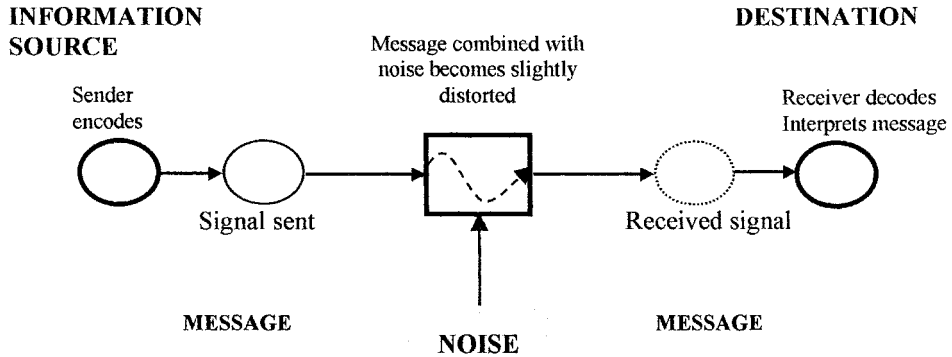 INFORMATION
SOURCE
DESTINATION
Message combined with
noise becomes slightly
distorted
Sender
encodes
Receiver decodes
Interprets message
Signal sent
Received signal
MESSAGE
NOISE
MESSAGE